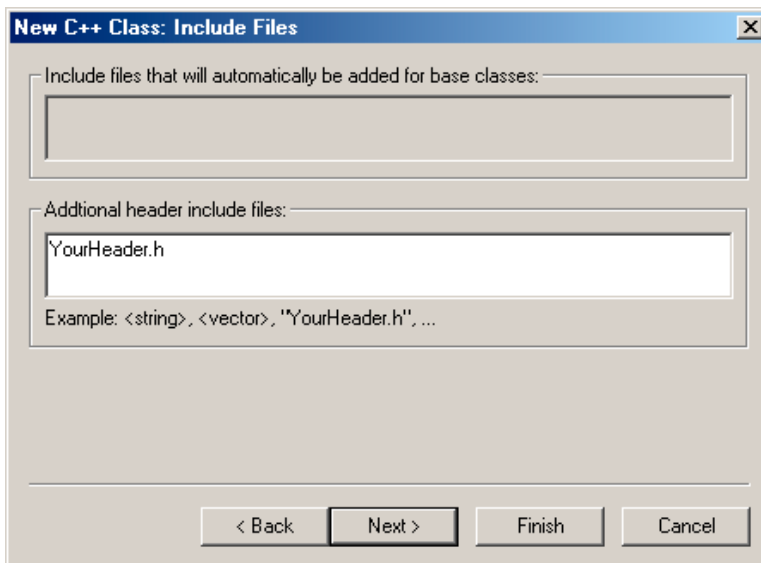 New C++ Class: Include Files
Include files that will automatically be added for base classes:
Addtional header include files:
YourHeader.h
Example: <string>, <vector>, "YourHeader.h", ...
< Back Next > Finish Cancel